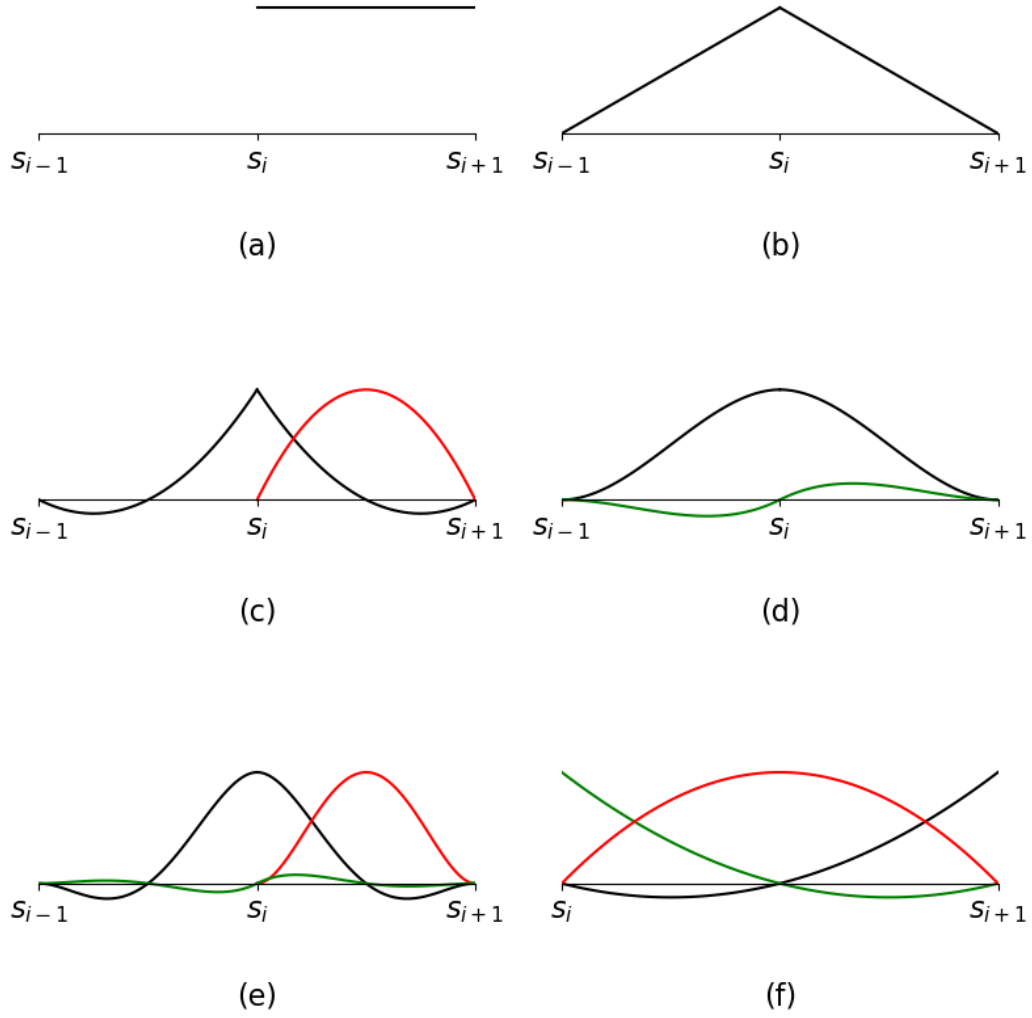 s_{i−1} s_i s_{i+1} s_{i−1} s_i s_{i+1}
(a) (b)
s_{i−1} s_i s_{i+1} s_{i−1} s_i s_{i+1}
(c) (d)
s_{i−1} s_i s_{i+1} s_i s_{i+1}
(e) (f)